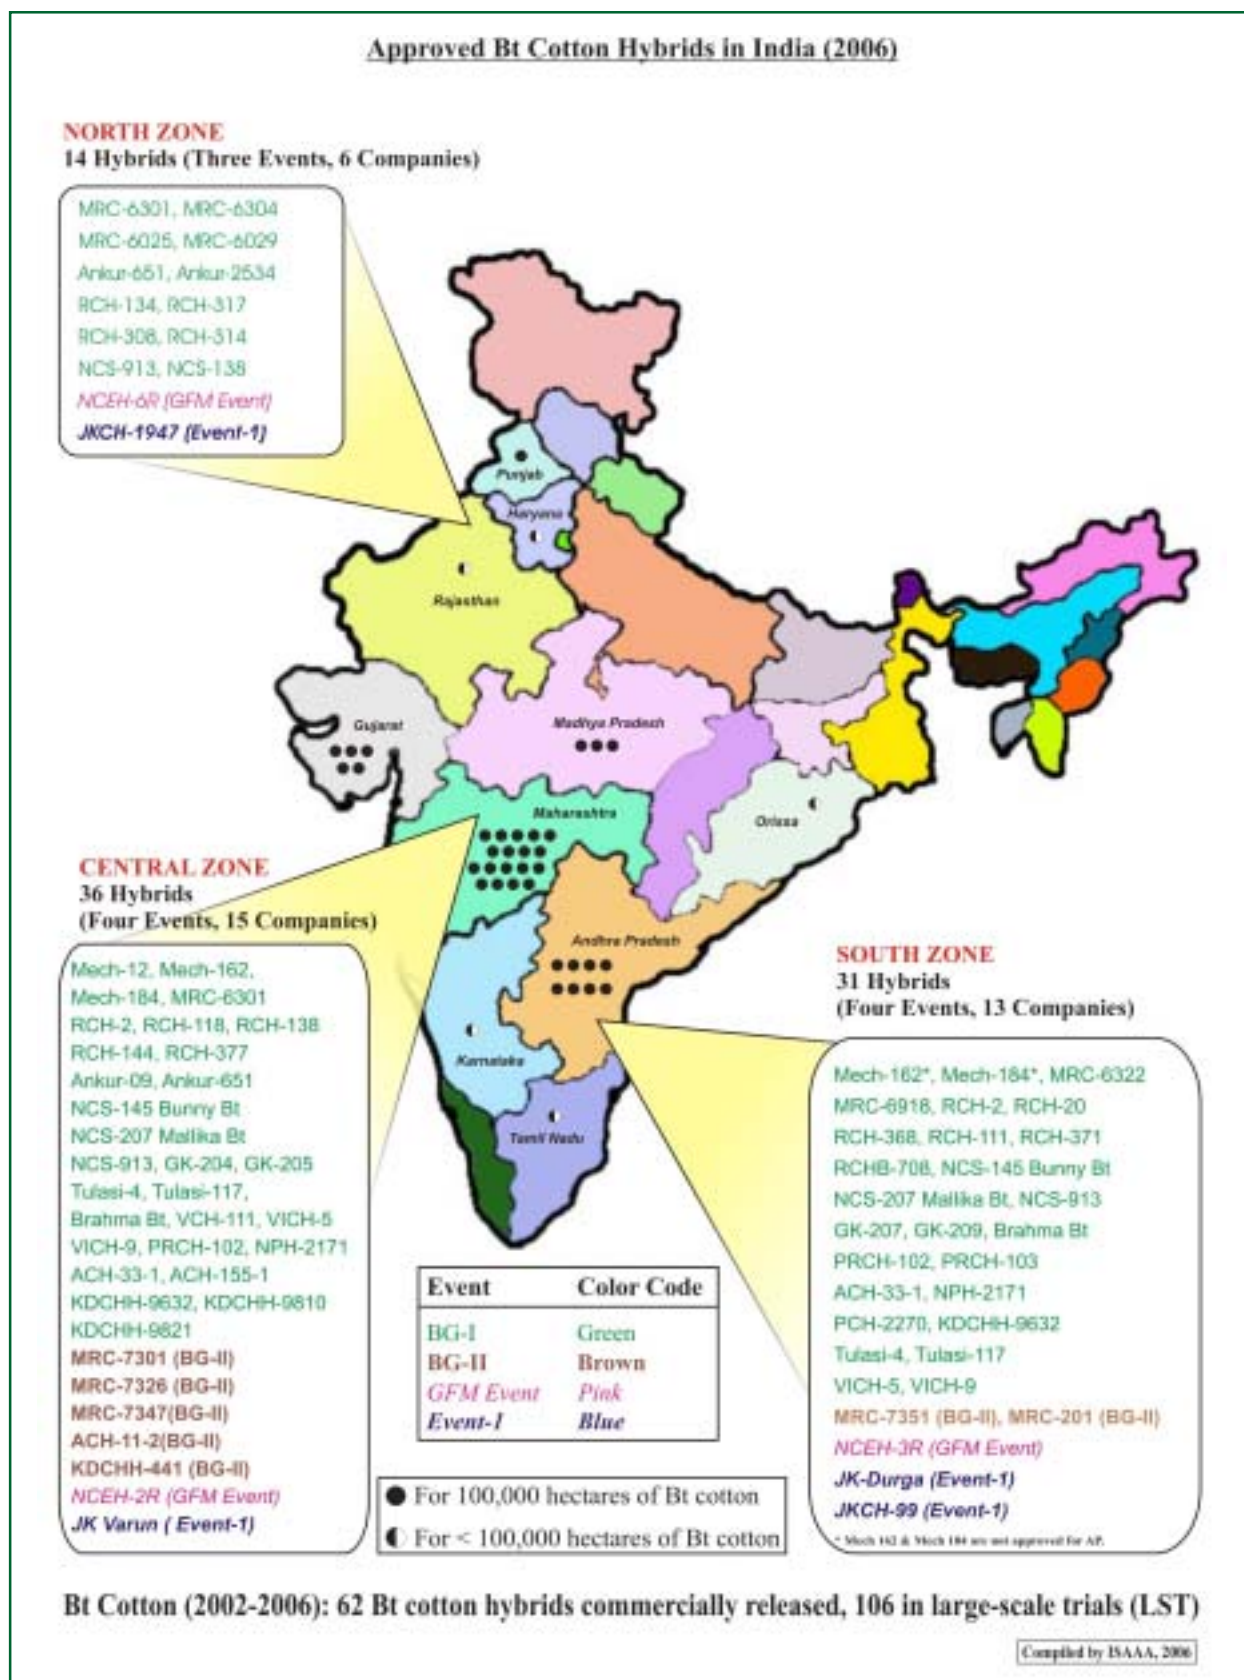 Approved Bt Cotton Hybrids in India (2006)
NORTH ZONE
14 Hybrids (Three Events, 6 Companies)
MRC-6301, MRC-6304
MRC-6025, MRC-6029
Ankur-651, Ankur-2534
RCH-134, RCH-317
RCH-308, RCH-314
NCS-913, NCS-138
NCEH-6R (GFM Event)
JKCH-1947 (Event-1)
Punjab
Haryana
Rajasthan
Gujarat
Madhya Pradesh
Maharashtra
Orissa
Andhra Pradesh
Karnataka
Tamil Nadu
CENTRAL ZONE
36 Hybrids
(Four Events, 15 Companies)
Mech-12, Mech-162,
Mech-184, MRC-6301
RCH-2, RCH-118, RCH-138
RCH-144, RCH-377
Ankur-09, Ankur-651
NCS-145 Bunny Bt
NCS-207 Mallika Bt
NCS-913, GK-204, GK-205
Tulasi-4, Tulasi-117,
Brahma Bt, VCH-111, VICH-5
VICH-9, PRCH-102, NPH-2171
ACH-33-1, ACH-155-1
KDCHH-9632, KDCHH-9810
KDCHH-9821
MRC-7301 (BG-II)
MRC-7326 (BG-II)
MRC-7347(BG-II)
ACH-11-2(BG-II)
KDCHH-441 (BG-II)
NCEH-2R (GFM Event)
JK Varun ( Event-1)
SOUTH ZONE
31 Hybrids
(Four Events, 13 Companies)
Mech-162*, Mech-184*, MRC-6322
MRC-6918, RCH-2, RCH-20
RCH-368, RCH-111, RCH-371
RCHB-708, NCS-145 Bunny Bt
NCS-207 Mallika Bt, NCS-913
GK-207, GK-209, Brahma Bt
PRCH-102, PRCH-103
ACH-33-1, NPH-2171
PCH-2270, KDCHH-9632
Tulasi-4, Tulasi-117
VICH-5, VICH-9
MRC-7351 (BG-II), MRC-201 (BG-II)
NCEH-3R (GFM Event)
JK-Durga (Event-1)
JKCH-99 (Event-1)
* Mech 162 & Mech 184 are not approved for AP.
Event Color Code
BG-I Green
BG-II Brown
GFM Event Pink
Event-1 Blue
For 100,000 hectares of Bt cotton
For < 100,000 hectares of Bt cotton
Bt Cotton (2002-2006): 62 Bt cotton hybrids commercially released, 106 in large-scale trials (LST)
Compiled by ISAAA, 2006